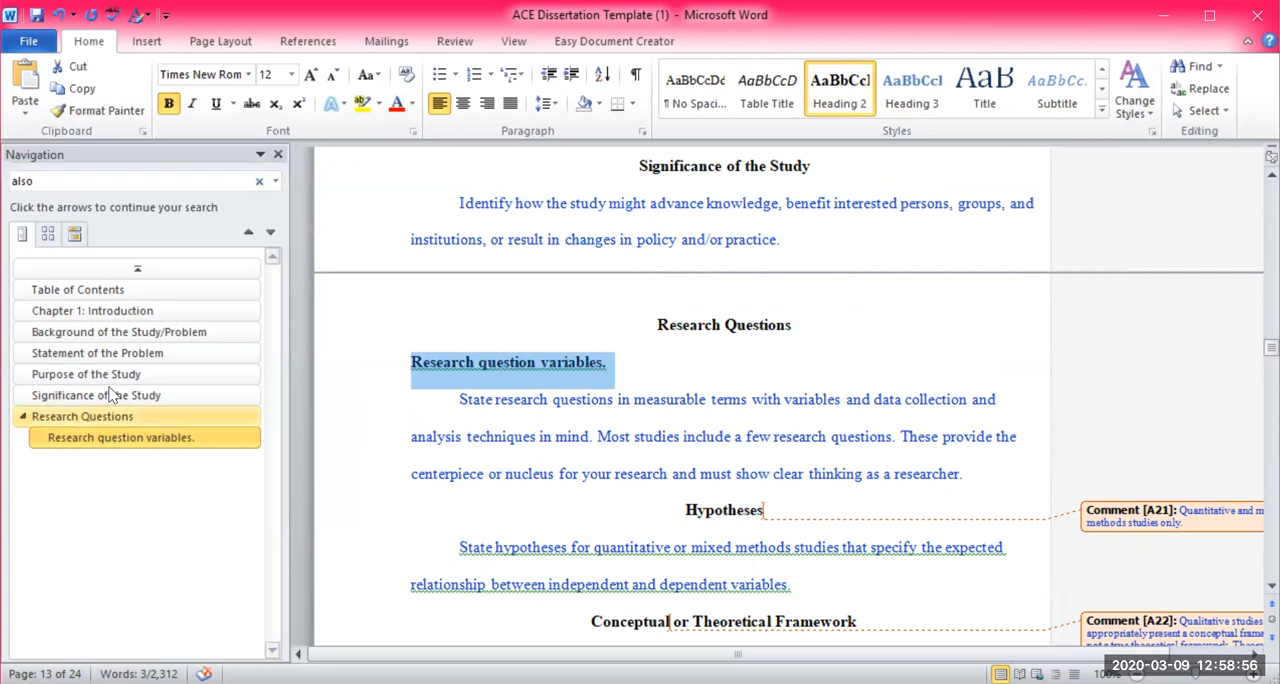 ACE Dissertation Template (1) - Microsoft Word
File Home Insert Page Layout References Mailings Review View Easy Document Creator
Paste
Cut
Copy
Format Painter
Clipboard
Times New Rom 12
Font
Paragraph
AaBbCcDd AaBbCcD AaBbCcI AaBbCcI AaB AaBbCc.
¶ No Spaci... Table Title Heading 2 Heading 3 Title Subtitle
Change Styles
Styles
Find
Replace
Select
Editing
Navigation
also
Click the arrows to continue your search
Table of Contents
Chapter 1: Introduction
Background of the Study/Problem
Statement of the Problem
Purpose of the Study
Significance of the Study
Research Questions
Research question variables.
Significance of the Study
Identify how the study might advance knowledge, benefit interested persons, groups, and
institutions, or result in changes in policy and/or practice.
Research Questions
Research question variables.
State research questions in measurable terms with variables and data collection and
analysis techniques in mind. Most studies include a few research questions. These provide the
centerpiece or nucleus for your research and must show clear thinking as a researcher.
Hypotheses
State hypotheses for quantitative or mixed methods studies that specify the expected
relationship between independent and dependent variables.
Conceptual or Theoretical Framework
Comment [A21]: Quantitative and m
methods studies only.
Comment [A22]: Qualitative studies
appropriately present a conceptual frame
Page: 13 of 24 Words: 3/2,312
100%
2020-03-09 12:58:56